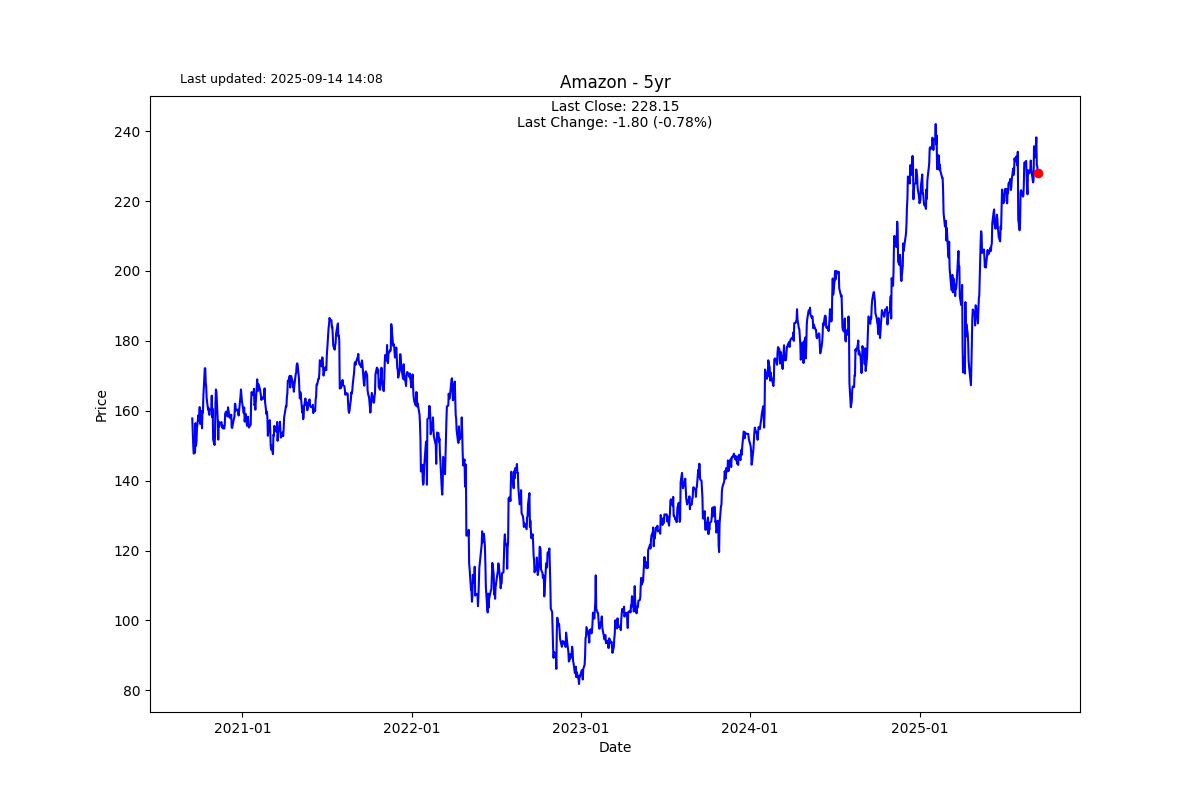 Last updated: 2025-09-14 14:08
Amazon - 5yr
Last Close: 228.15
Last Change: -1.80 (-0.78%)
Price
240
220
200
180
160
140
120
100
80
2021-01
2022-01
2023-01
2024-01
2025-01
Date